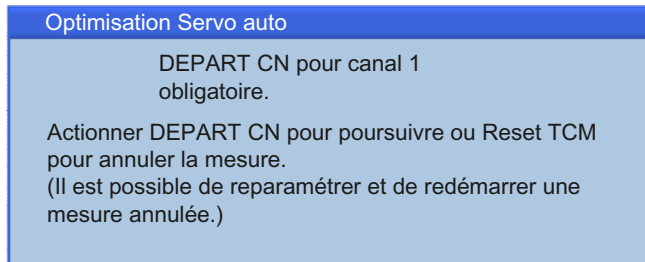 Optimisation Servo auto
DEPART CN pour canal 1
obligatoire.
Actionner DEPART CN pour poursuivre ou Reset TCM
pour annuler la mesure.
(Il est possible de reparamétrer et de redémarrer une
mesure annulée.)